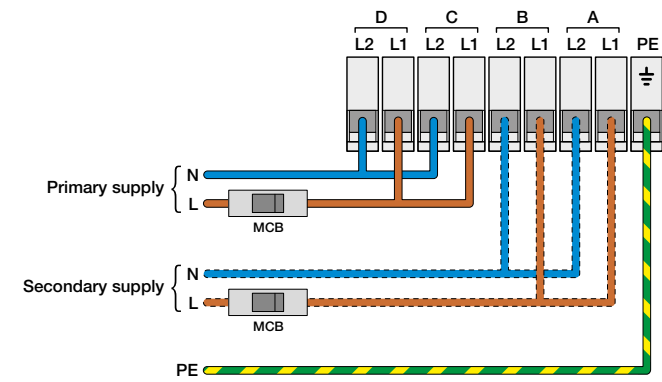 D C B A
L2 L1 L2 L1 L2 L1 L2 L1 PE
Primary supply
N
L
MCB
Secondary supply
N
L
MCB
PE